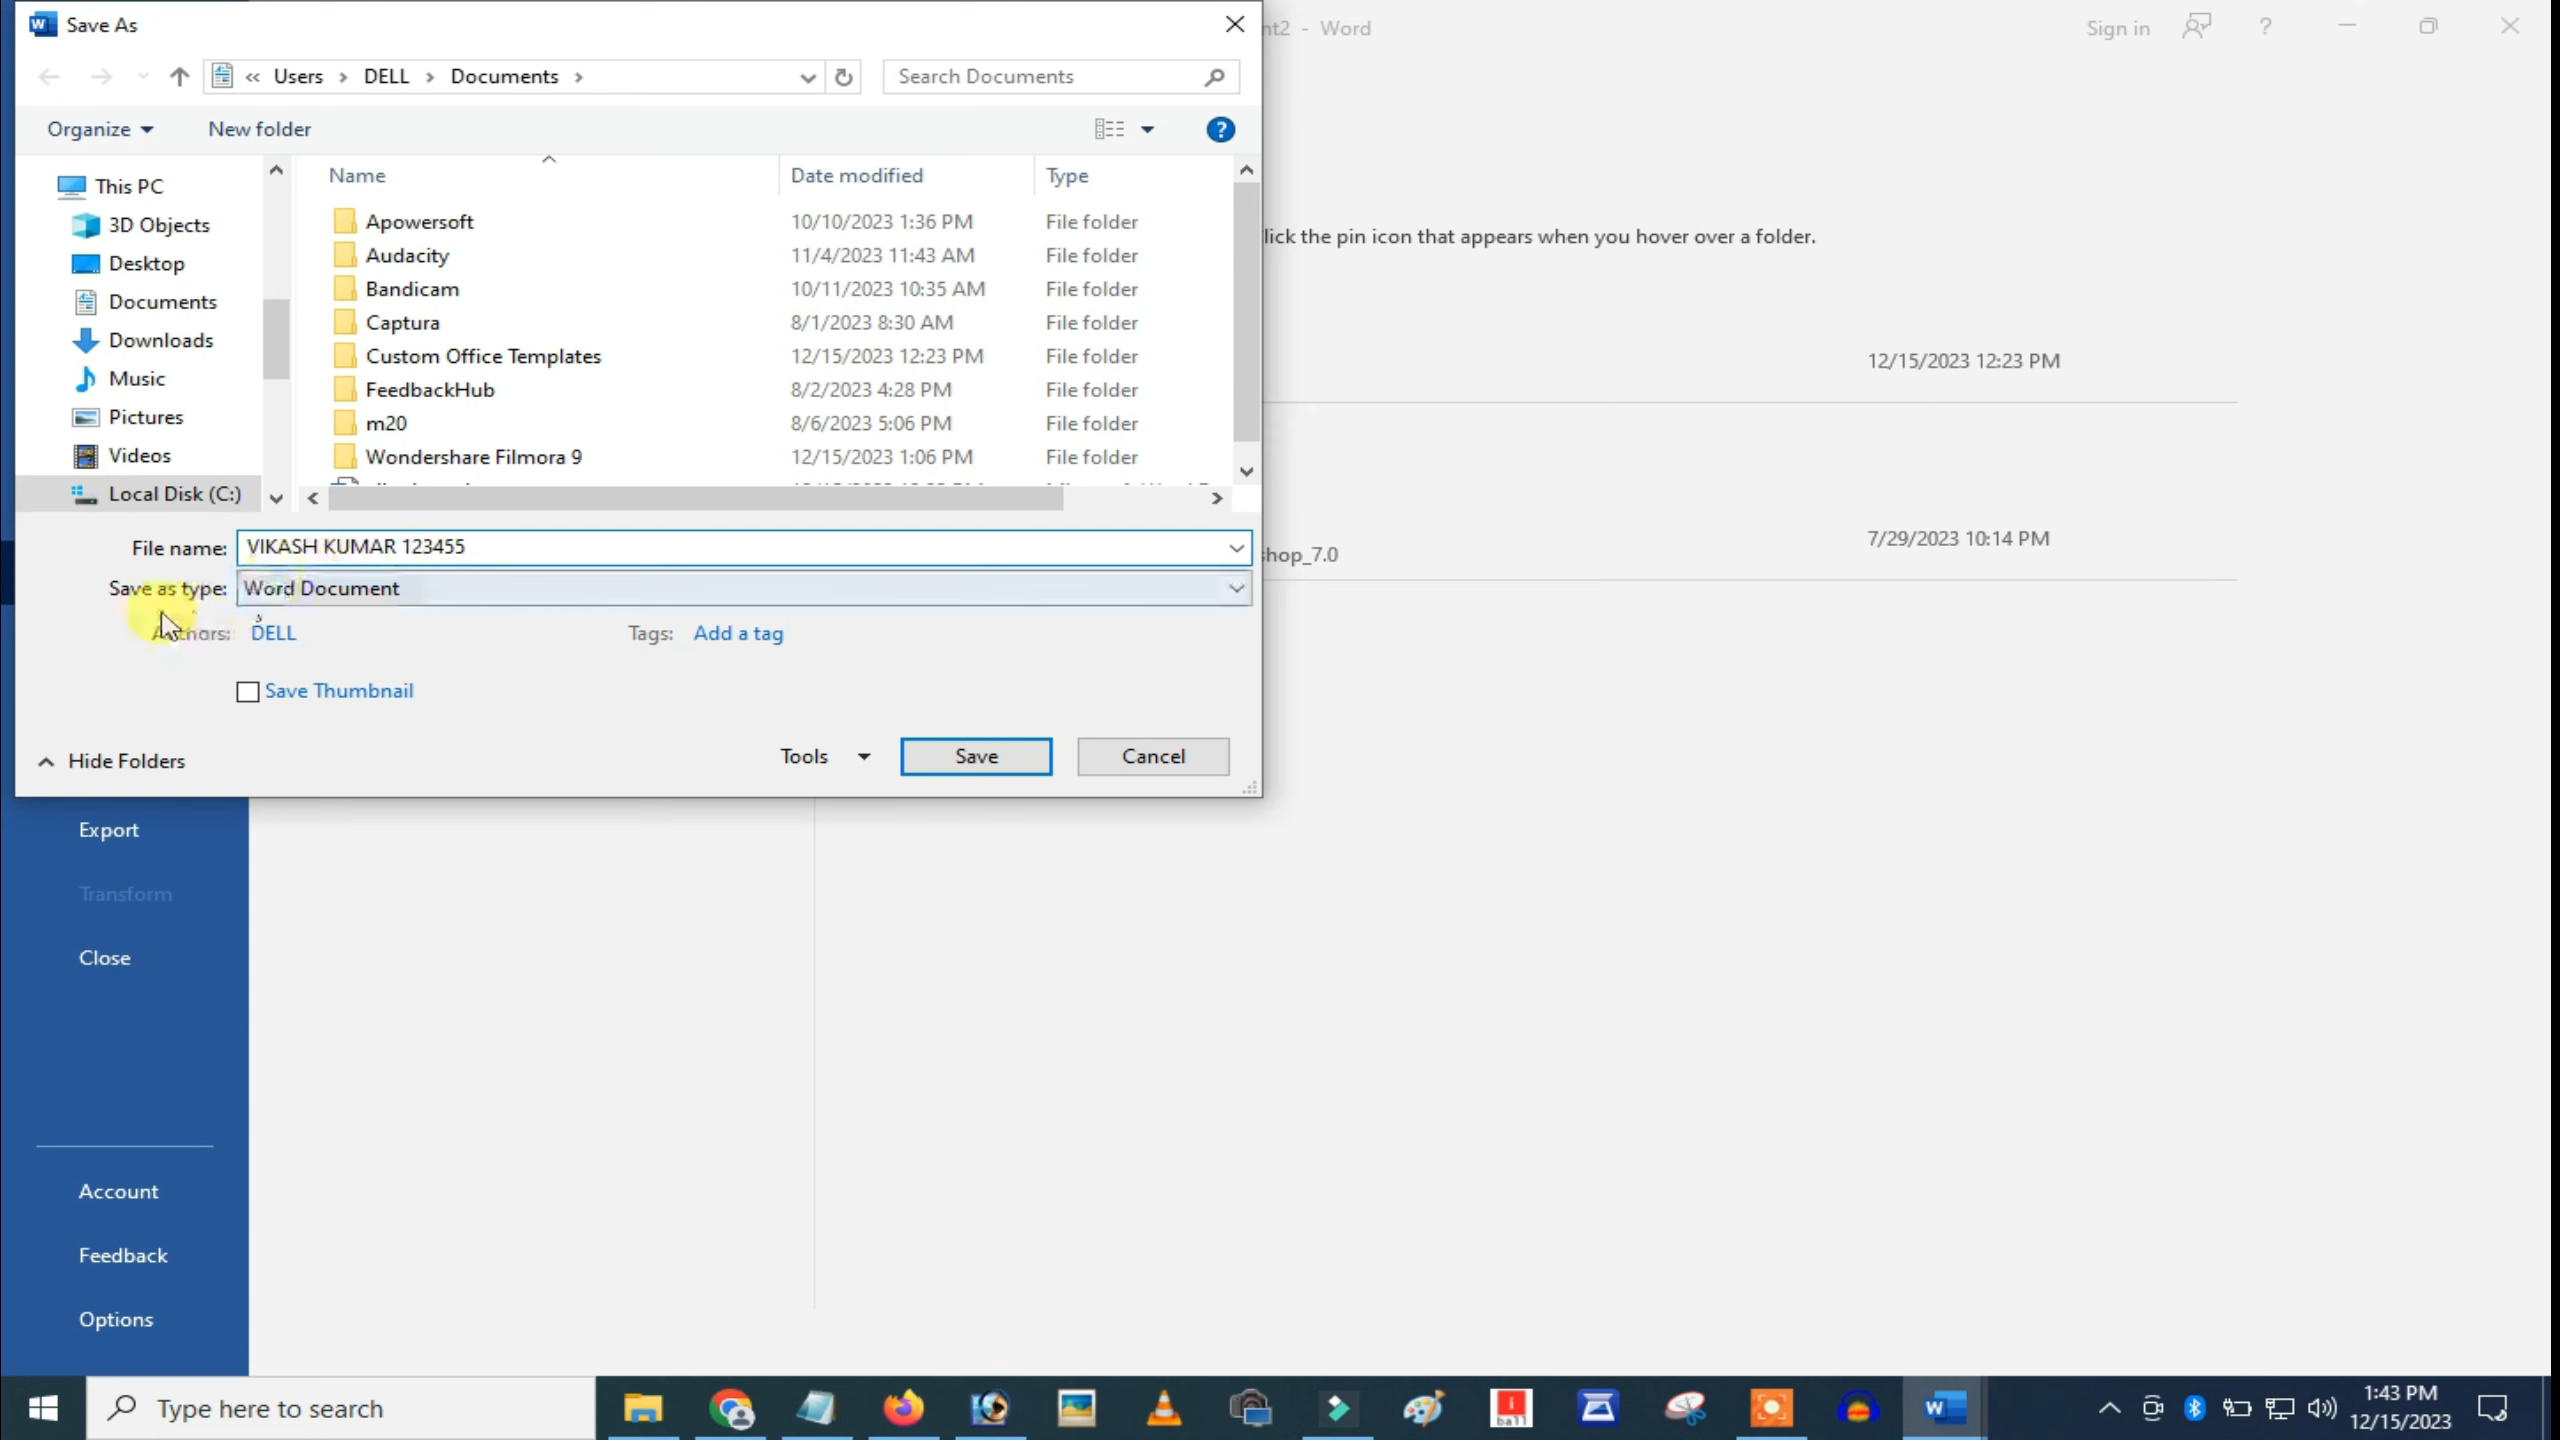 Save As
nt2 - Word
Sign in
?
« Users > DELL > Documents >
Search Documents
Organize
New folder
?
This PC
3D Objects
Desktop
Documents
Downloads
Music
Pictures
Videos
Local Disk (C:)
Name Date modified Type
Apowersoft 10/10/2023 1:36 PM File folder
Audacity 11/4/2023 11:43 AM File folder
Bandicam 10/11/2023 10:35 AM File folder
Captura 8/1/2023 8:30 AM File folder
Custom Office Templates 12/15/2023 12:23 PM File folder
FeedbackHub 8/2/2023 4:28 PM File folder
m20 8/6/2023 5:06 PM File folder
Wondershare Filmora 9 12/15/2023 1:06 PM File folder
File name: VIKASH KUMAR 123455
Save as type: Word Document
Authors: DELL Tags: Add a tag
Save Thumbnail
Hide Folders
Tools
Save
Cancel
lick the pin icon that appears when you hover over a folder.
12/15/2023 12:23 PM
hop_7.0
7/29/2023 10:14 PM
Export
Transform
Close
Account
Feedback
Options
Type here to search
ball
W
1:43 PM
12/15/2023